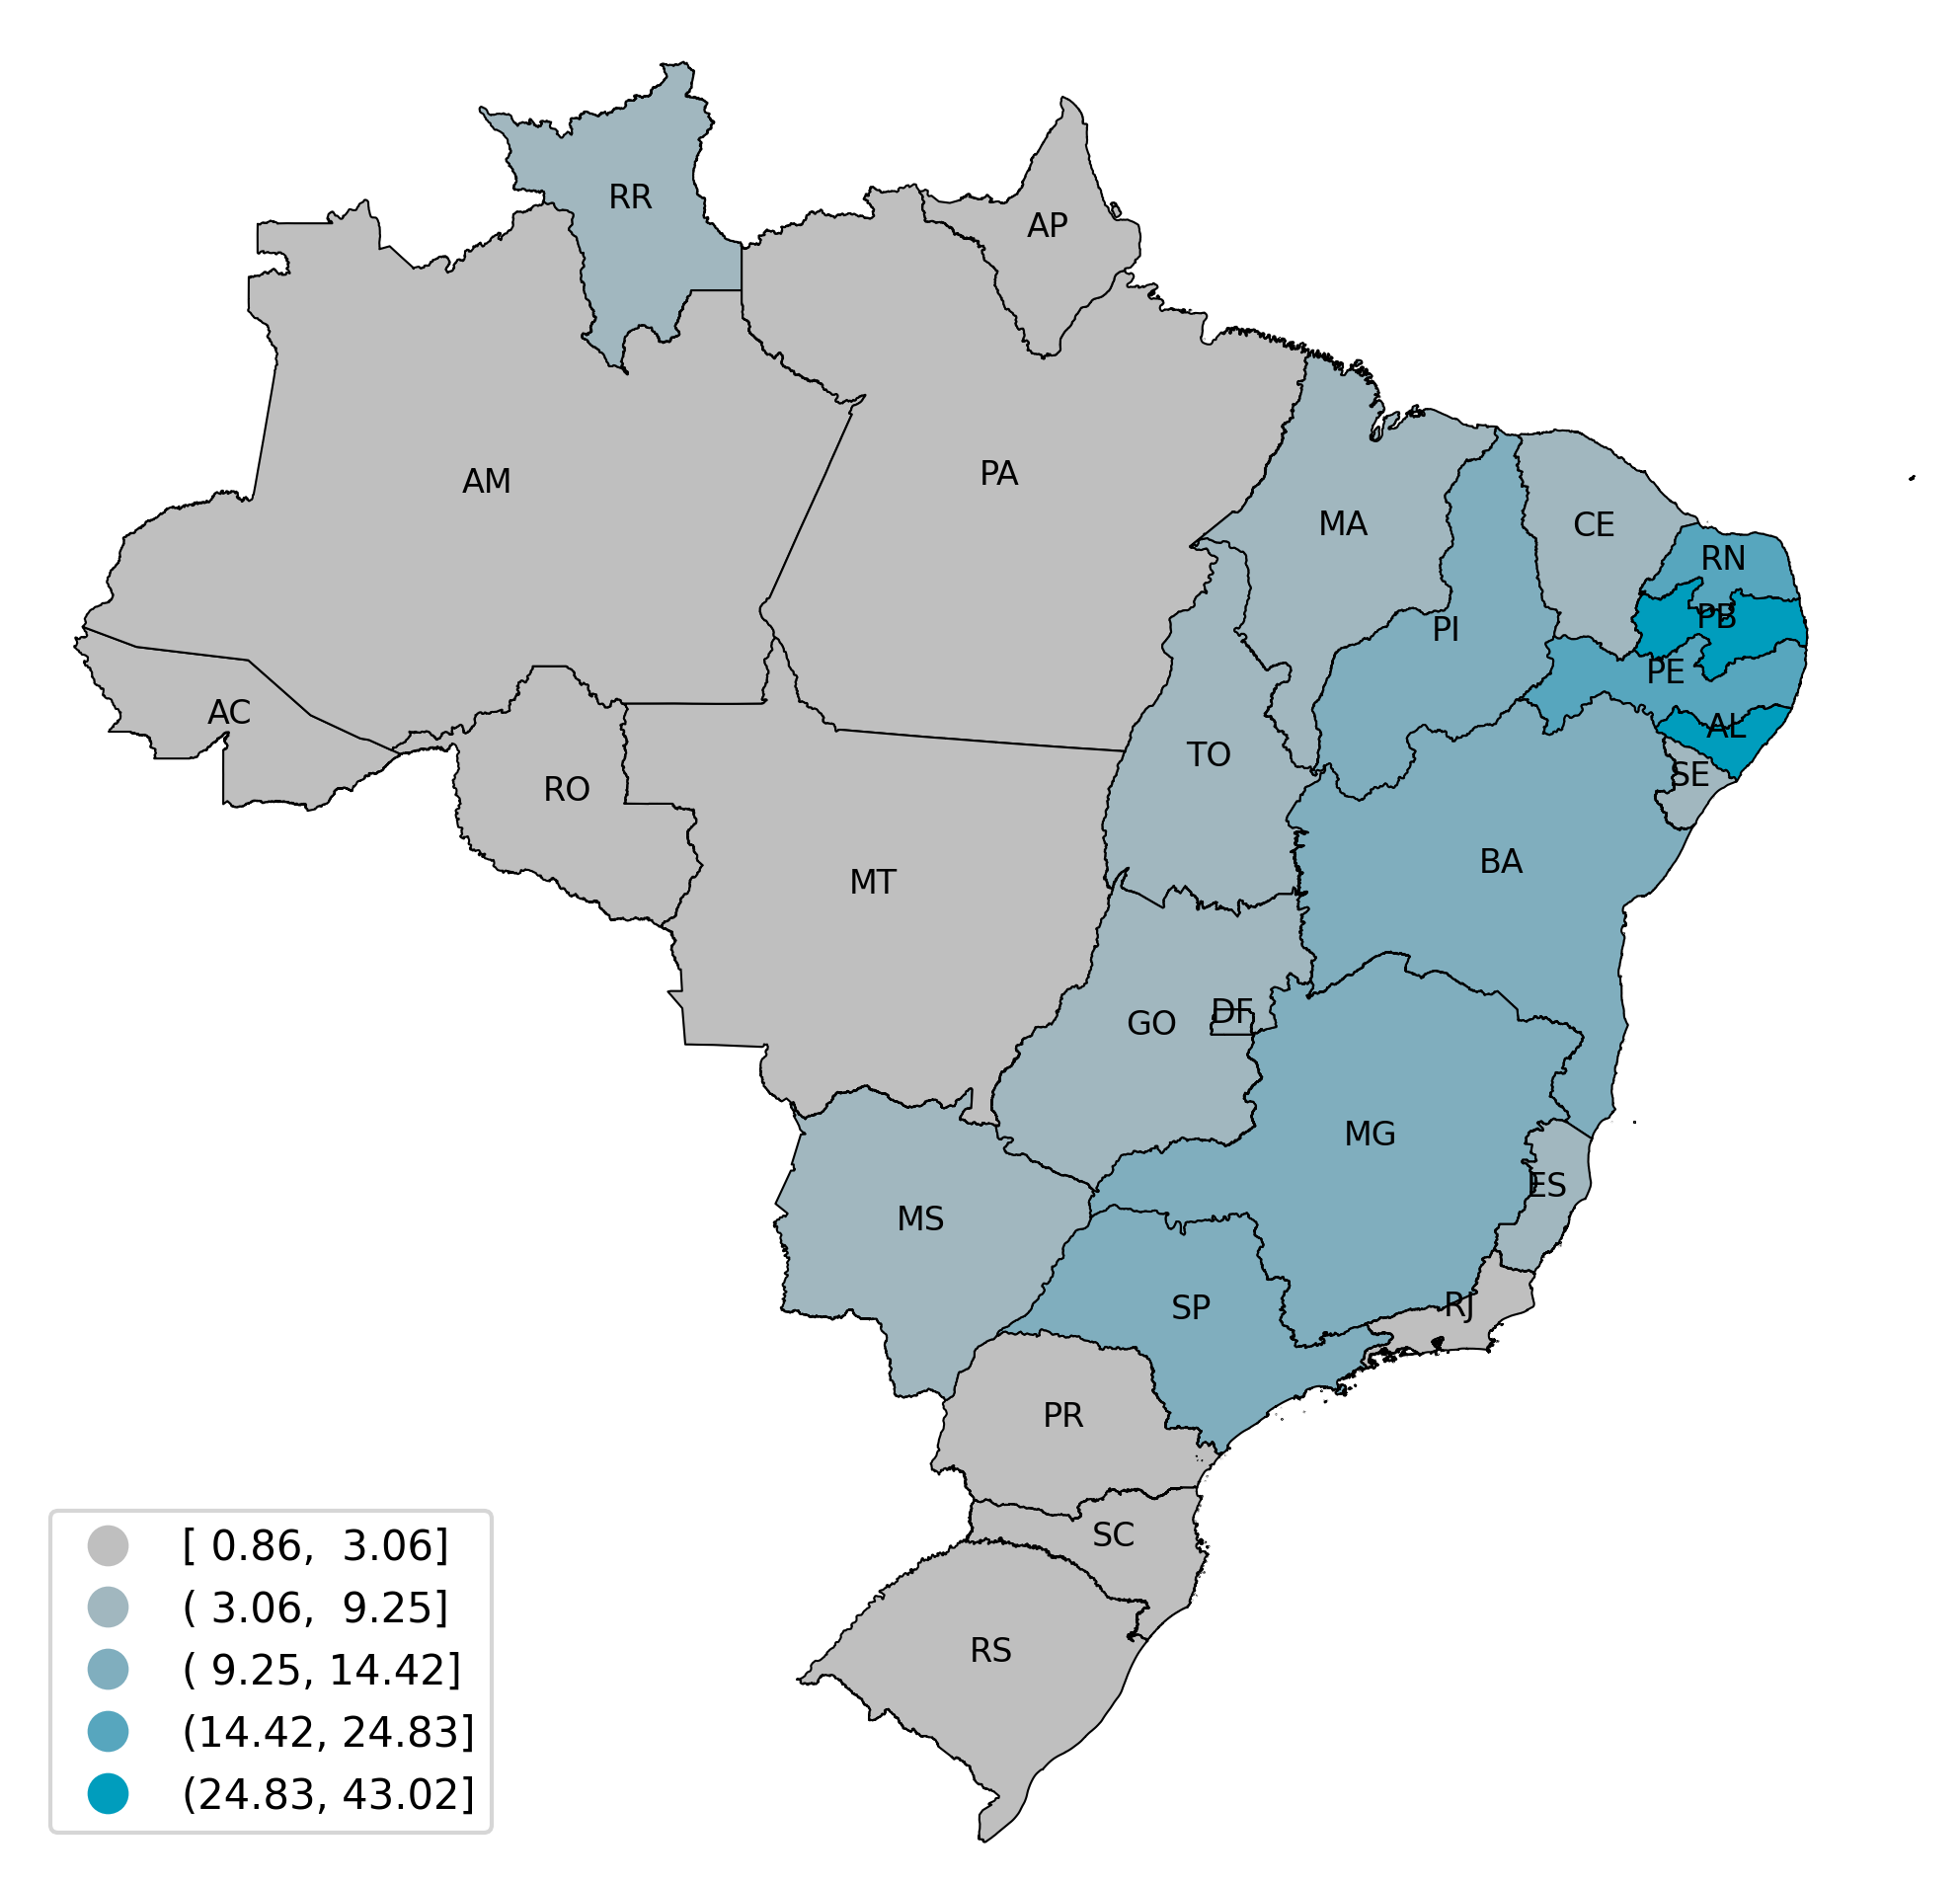 RR
AP
AM
PA
MA
CE
RN
PB
PI
PE
AC
AL
TO
SE
RO
BA
MT
DF
GO
MG
ES
MS
RJ
SP
PR
SC
RS
[ 0.86,  3.06]
( 3.06,  9.25]
( 9.25, 14.42]
(14.42, 24.83]
(24.83, 43.02]